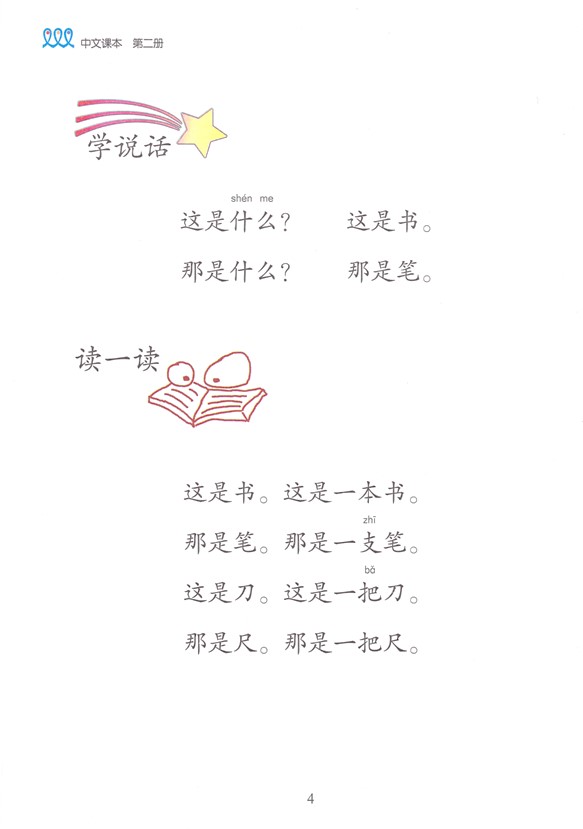 中文课本 第二册
学说话
shén me
这是什么? 这是书。
那是什么? 那是笔。
读一读
这是书。这是一本书。
zhī
那是笔。那是一支笔。
bǎ
这是刀。这是一把刀。
那是尺。那是一把尺。
4